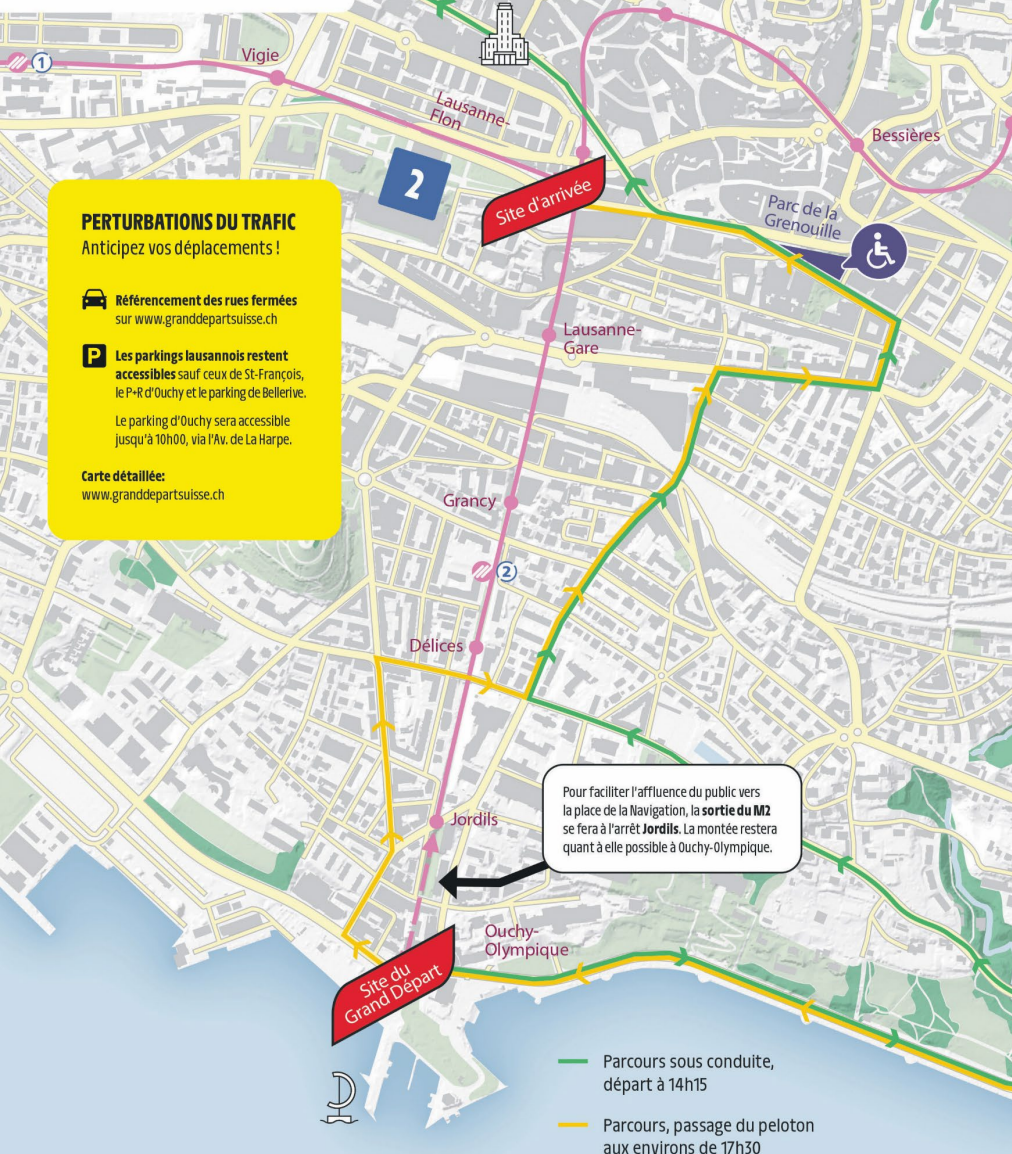 1
Vigie
Lausanne-
Flon
Bessières
2
Site d'arrivée
Parc de la
Grenouille
PERTURBATIONS DU TRAFIC
Anticipez vos déplacements !
Référencement des rues fermées
sur www.granddepartsuisse.ch
P
Les parkings lausannois restent
accessibles sauf ceux de St-François,
le P+R d'Ouchy et le parking de Bellerive.
Le parking d'Ouchy sera accessible
jusqu'à 10h00, via l'Av. de La Harpe.
Carte détaillée:
www.granddepartsuisse.ch
Lausanne-
Gare
Grancy
2
Délices
Jordils
Pour faciliter l'affluence du public vers
la place de la Navigation, la sortie du M2
se fera à l'arrêt Jordils. La montée restera
quant à elle possible à Ouchy-Olympique.
Ouchy-
Olympique
Site du
Grand Départ
Parcours sous conduite,
départ à 14h15
Parcours, passage du peloton
aux environs de 17h30